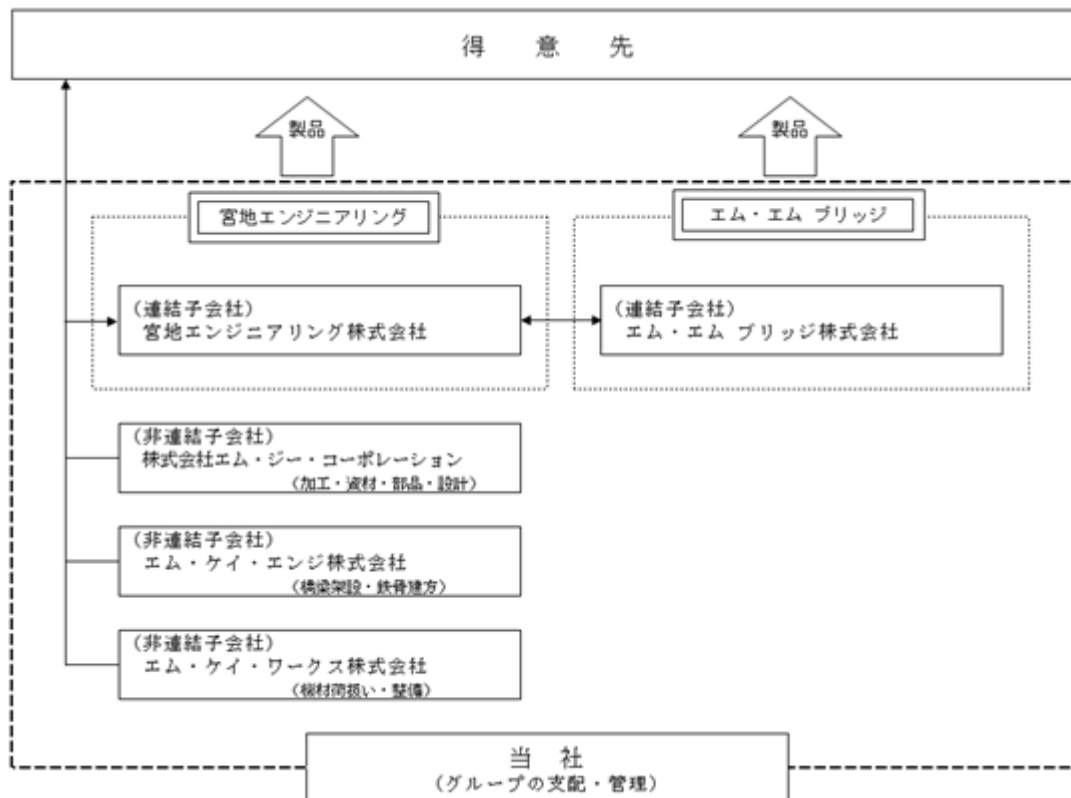 得 意 先
製品
製品
宮地エンジニアリング
エム・エム ブリッジ
(連結子会社)
宮地エンジニアリング株式会社
(連結子会社)
エム・エム ブリッジ株式会社
(非連結子会社)
株式会社エム・ジー・コーポレーション
(加工・資材・部品・設計)
(非連結子会社)
エム・ケイ・エンジ株式会社
(橋梁架設・鉄骨建方)
(非連結子会社)
エム・ケイ・ワークス株式会社
(機材荷扱い・整備)
当 社
(グループの支配・管理)